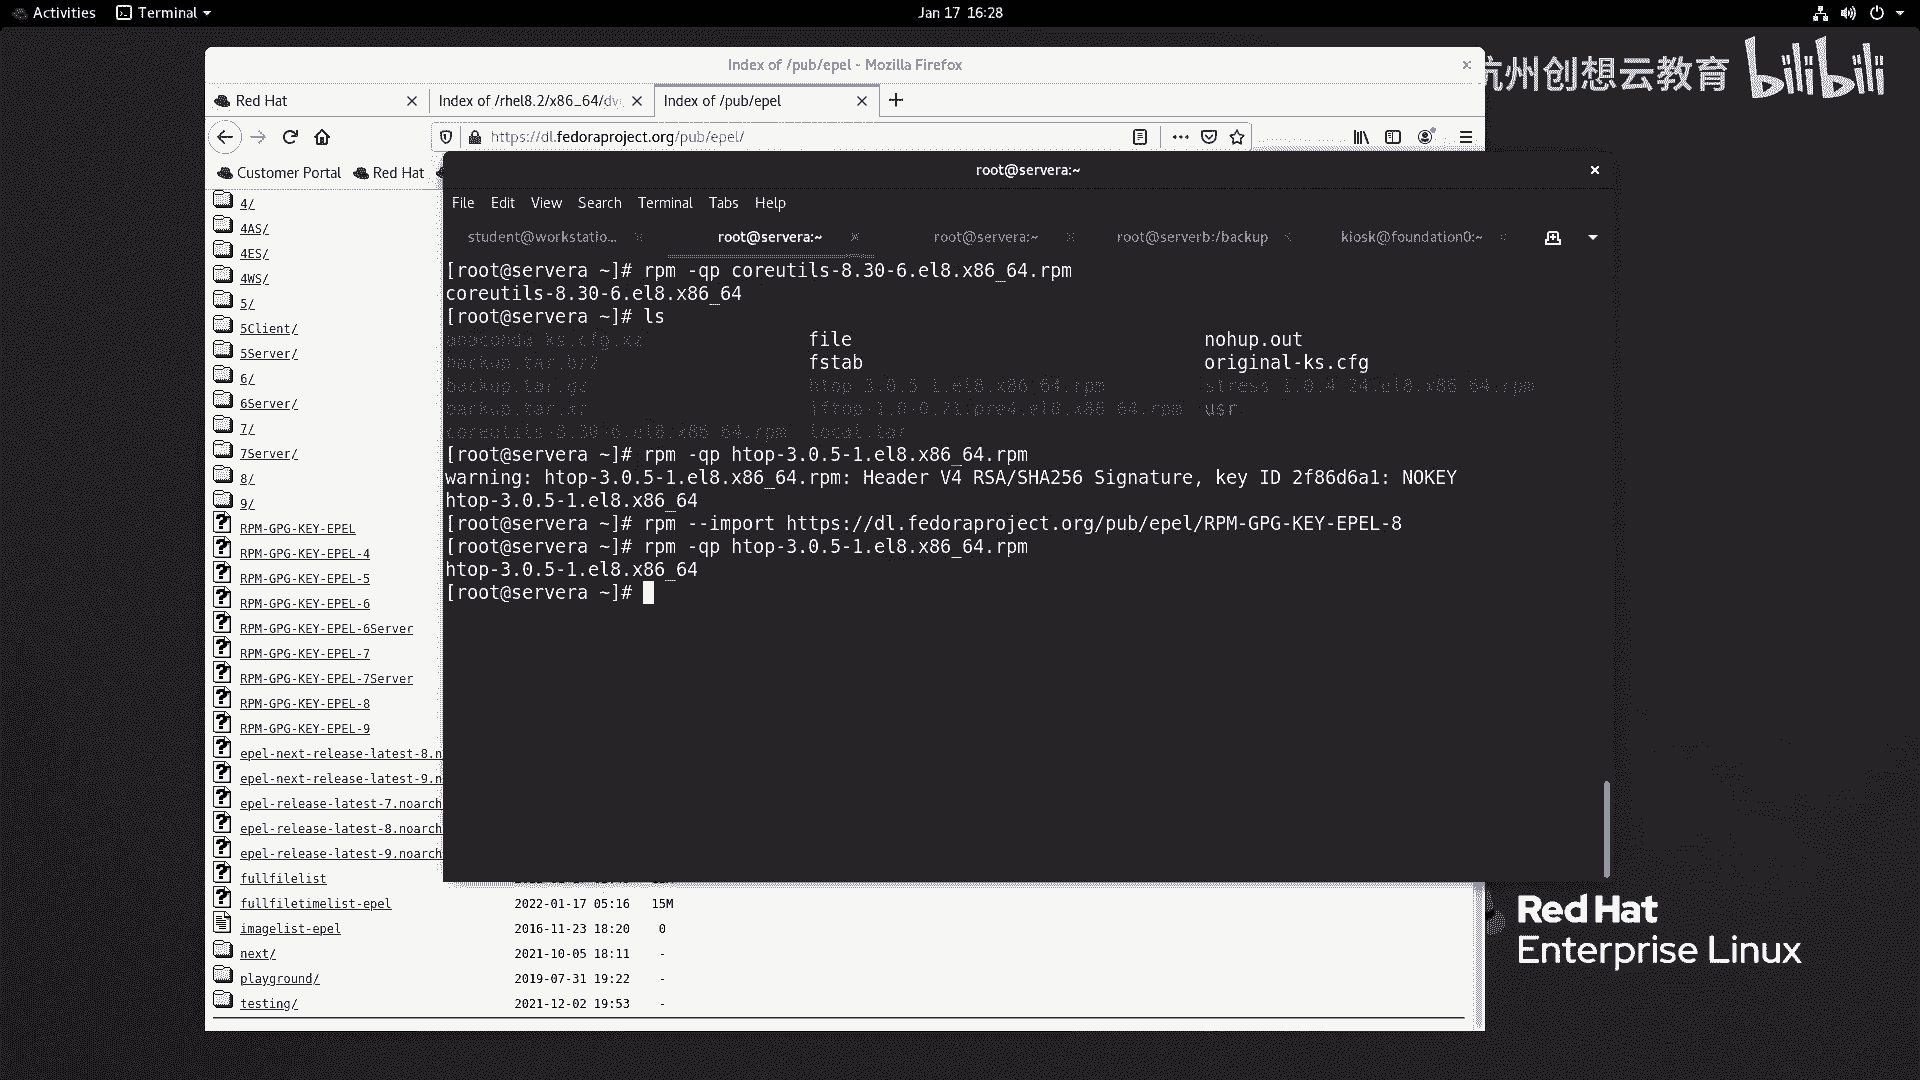 Activities
Terminal
Jan 17 16:28
杭州创想云教育 bilibili
Index of /pub/epel - Mozilla Firefox
Red Hat
Index of /rhel8.2/x86_64/dv
Index of /pub/epel
https://dl.fedoraproject.org/pub/epel/
Customer Portal
Red Hat
root@servera:~
File Edit View Search Terminal Tabs Help
student@workstatio...
root@servera:~
root@servera:~
root@serverb:/backup
kiosk@foundation0:~
[root@servera ~]# rpm -qp coreutils-8.30-6.el8.x86_64.rpm
coreutils-8.30-6.el8.x86_64
[root@servera ~]# ls
anaconda-ks.cfg.xz file nohup.out
backup.tar.bz2 fstab original-ks.cfg
backup.tar.gz htop-3.0.5-1.el8.x86_64.rpm stress-1.0.4-24.el8.x86_64.rpm
backup.tar.xz iftop-1.0-0.21.pre4.el8.x86_64.rpm usr
coreutils-8.30-6.el8.x86_64.rpm local.tar
[root@servera ~]# rpm -qp htop-3.0.5-1.el8.x86_64.rpm
warning: htop-3.0.5-1.el8.x86_64.rpm: Header V4 RSA/SHA256 Signature, key ID 2f86d6a1: NOKEY
htop-3.0.5-1.el8.x86_64
[root@servera ~]# rpm --import https://dl.fedoraproject.org/pub/epel/RPM-GPG-KEY-EPEL-8
[root@servera ~]# rpm -qp htop-3.0.5-1.el8.x86_64.rpm
htop-3.0.5-1.el8.x86_64
[root@servera ~]#
4/
4AS/
4ES/
4WS/
5/
5Client/
5Server/
6/
6Server/
7/
7Server/
8/
9/
RPM-GPG-KEY-EPEL
RPM-GPG-KEY-EPEL-4
RPM-GPG-KEY-EPEL-5
RPM-GPG-KEY-EPEL-6
RPM-GPG-KEY-EPEL-6Server
RPM-GPG-KEY-EPEL-7
RPM-GPG-KEY-EPEL-7Server
RPM-GPG-KEY-EPEL-8
RPM-GPG-KEY-EPEL-9
epel-next-release-latest-8.n
epel-next-release-latest-9.n
epel-release-latest-7.noarch
epel-release-latest-8.noarch
epel-release-latest-9.noarch
fullfilelist
fullfiletimelist-epel 2022-01-17 05:16 15M
imagelist-epel 2016-11-23 18:20 0
next/ 2021-10-05 18:11 -
playground/ 2019-07-31 19:22 -
testing/ 2021-12-02 19:53 -
Red Hat
Enterprise Linux